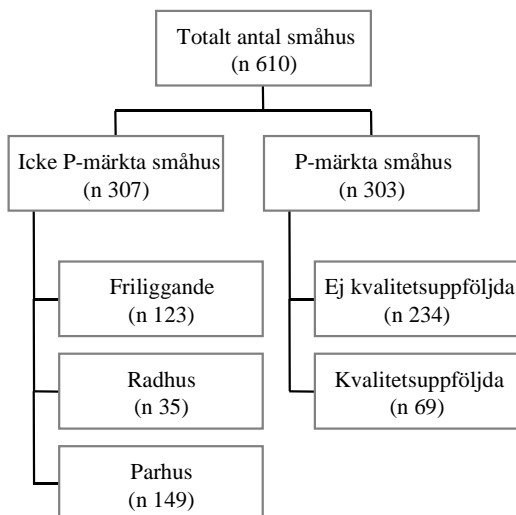 Totalt antal småhus
(n 610)
Icke P-märkta småhus
(n 307)
P-märkta småhus
(n 303)
Friliggande
(n 123)
Radhus
(n 35)
Parhus
(n 149)
Ej kvalitetsuppföljda
(n 234)
Kvalitetsuppföljda
(n 69)